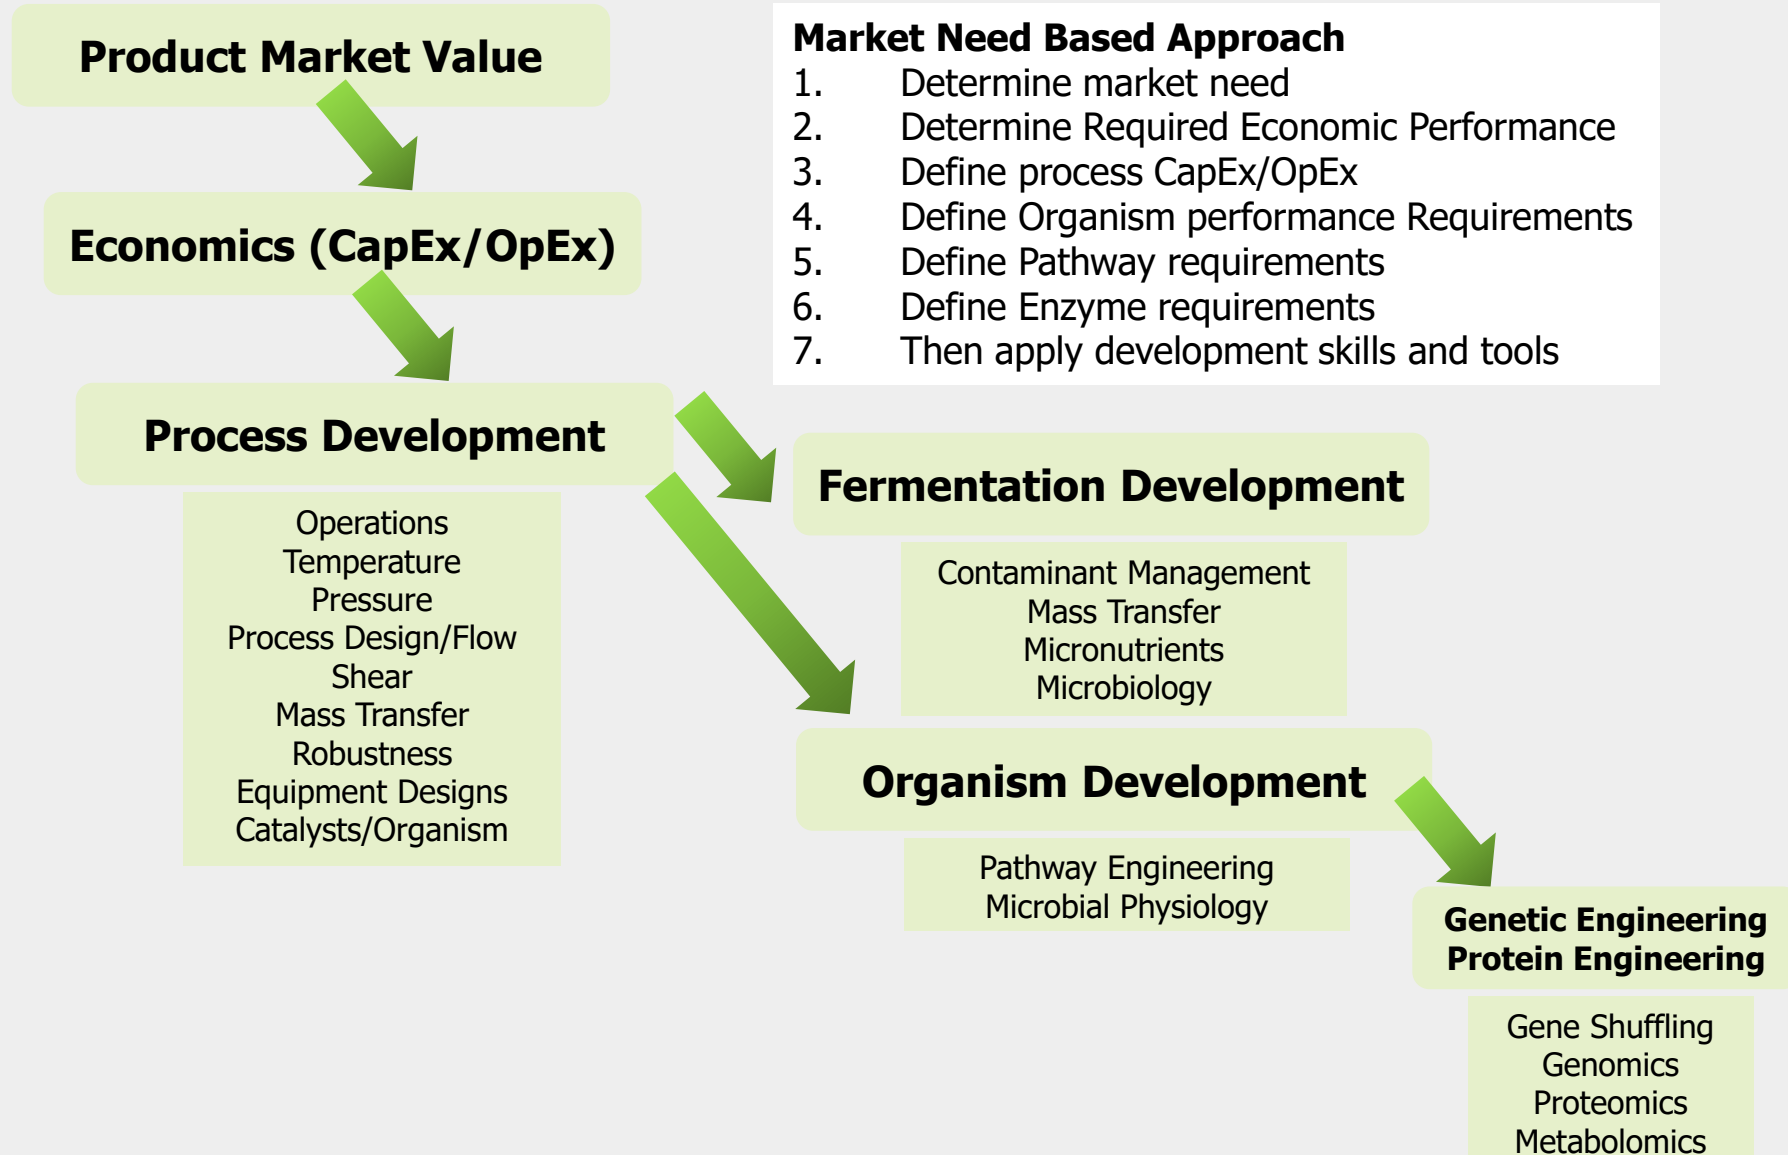 Product Market Value
Economics (CapEx/OpEx)
Process Development
Operations
Temperature
Pressure
Process Design/Flow
Shear
Mass Transfer
Robustness
Equipment Designs
Catalysts/Organism
Market Need Based Approach
1. Determine market need
2. Determine Required Economic Performance
3. Define process CapEx/OpEx
4. Define Organism performance Requirements
5. Define Pathway requirements
6. Define Enzyme requirements
7. Then apply development skills and tools
Fermentation Development
Contaminant Management
Mass Transfer
Micronutrients
Microbiology
Organism Development
Pathway Engineering
Microbial Physiology
Genetic Engineering
Protein Engineering
Gene Shuffling
Genomics
Proteomics
Metabolomics